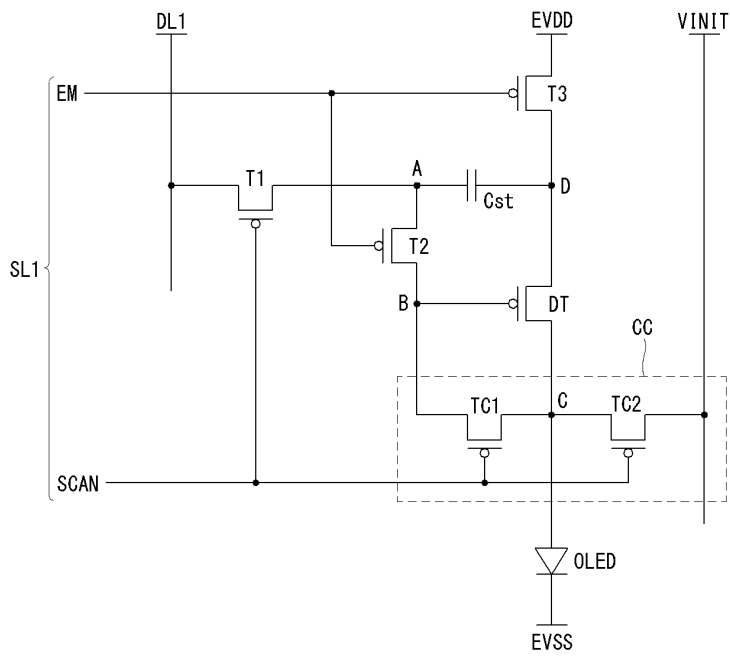 DL1
EVDD
VINIT
EM
T3
A
T1
D
Cst
T2
SL1
B
DT
CC
TC1
C
TC2
SCAN
OLED
EVSS